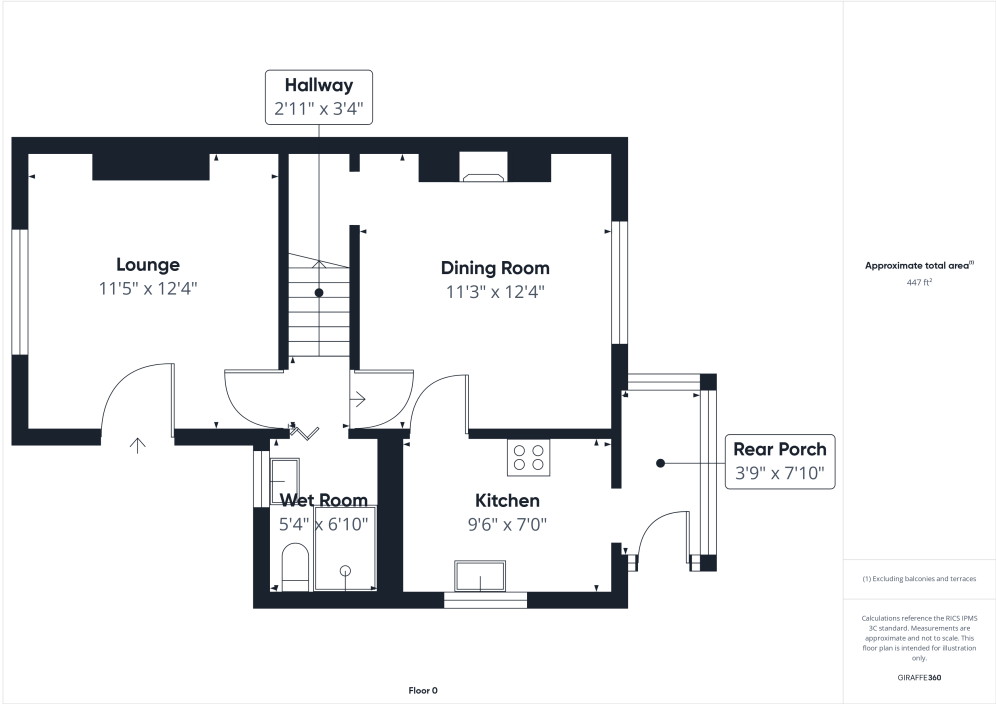 Hallway
2'11" x 3'4"
Lounge
11'5" x 12'4"
Dining Room
11'3" x 12'4"
Rear Porch
3'9" x 7'10"
Wet Room
5'4" x 6'10"
Kitchen
9'6" x 7'0"
Floor 0
Approximate total area⁽¹⁾
447 ft²
(1) Excluding balconies and terraces
Calculations reference the RICS IPMS
3C standard. Measurements are
approximate and not to scale. This
floor plan is intended for illustration
only.
GIRAFFE360